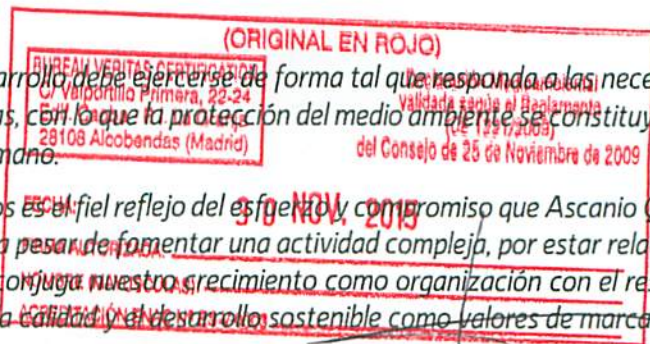 (ORIGINAL EN ROJO)
BUREAU VERITAS CERTIFICATION
C/ Valportillo Primera, 22-24
28108 Alcobendas (Madrid)
Declaración Medioambiental
validada según el Reglamento
(CE 1221/2009)
del Consejo de 25 de Noviembre de 2009
debe ejercerse de forma tal que responda a las nece
con lo que la protección del medio ambiente se constituy
mano.
FECHA: 30 NOV. 2015
os es el fiel reflejo del esfuerzo y compromiso que Ascanio
a pesar de fomentar una actividad compleja, por estar rela
conjuga nuestro crecimiento como organización con el re
a calidad y el desarrollo sostenible como valores de marca